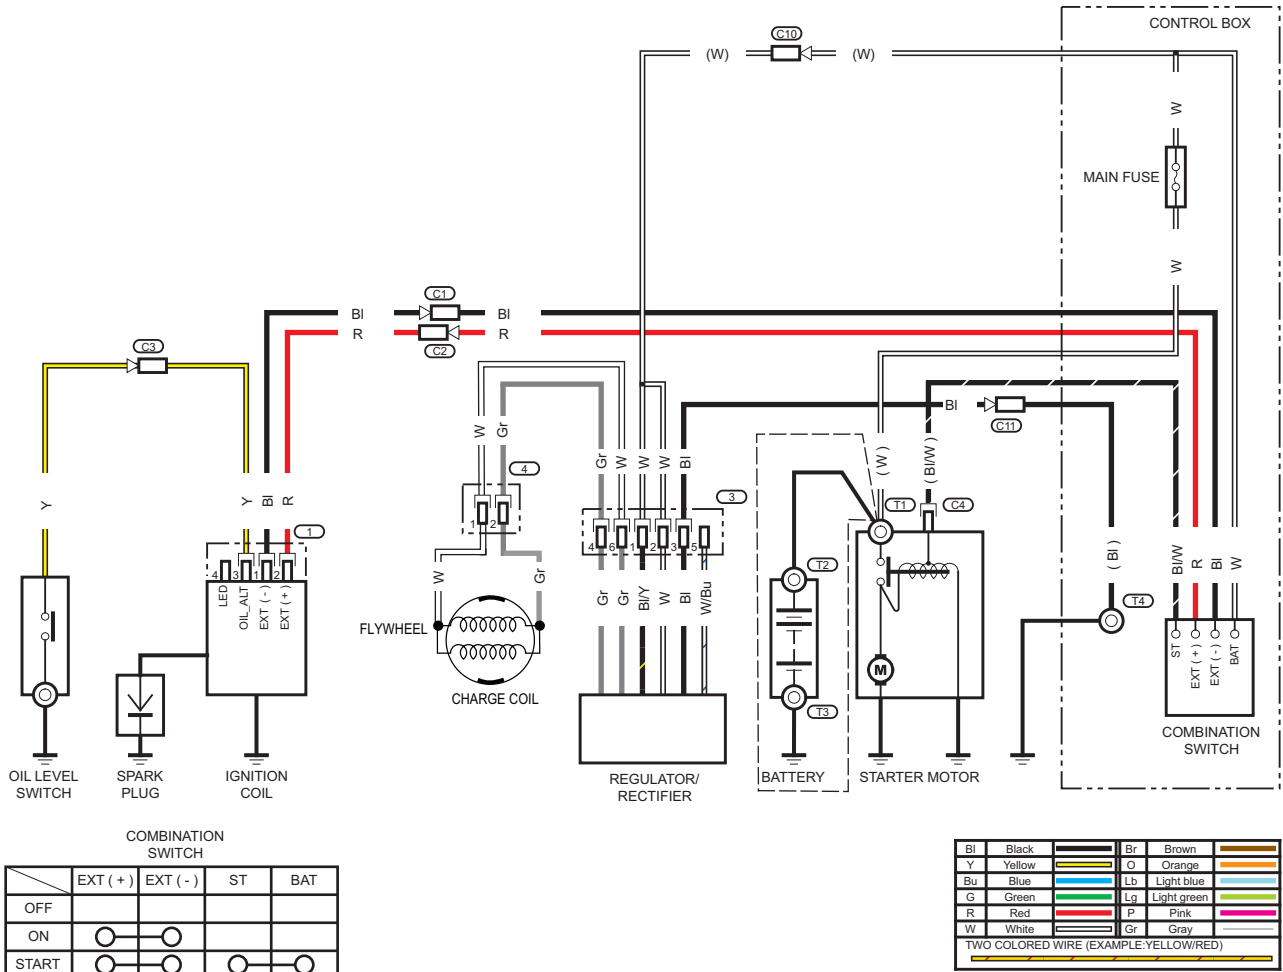 CONTROL BOX
C10
(W)
(W)
W
MAIN FUSE
W
C1
Bl
Bl
R
R
C2
C3
W
Gr
Bl
C11
4
Gr
W
W
W
Bl
( W )
( Bl/W )
3
T1
C4
Y
Y
Bl
R
1
1
2
4
6
1
2
3
5
( Bl )
Bl/W
R
Bl
W
4
3
1
2
LED
OIL_ALT
EXT ( - )
EXT ( + )
W
Gr
Gr
Gr
Bl/Y
W
Bl
W/Bu
T2
T4
FLYWHEEL
ST
EXT ( + )
EXT ( - )
BAT
M
CHARGE COIL
T3
COMBINATION
SWITCH
OIL LEVEL
SWITCH
SPARK
PLUG
IGNITION
COIL
REGULATOR/
RECTIFIER
BATTERY
STARTER MOTOR
COMBINATION
SWITCH
EXT ( + ) EXT ( - ) ST BAT
OFF
ON
START
Bl Black Br Brown
Y Yellow O Orange
Bu Blue Lb Light blue
G Green Lg Light green
R Red P Pink
W White Gr Gray
TWO COLORED WIRE (EXAMPLE:YELLOW/RED)